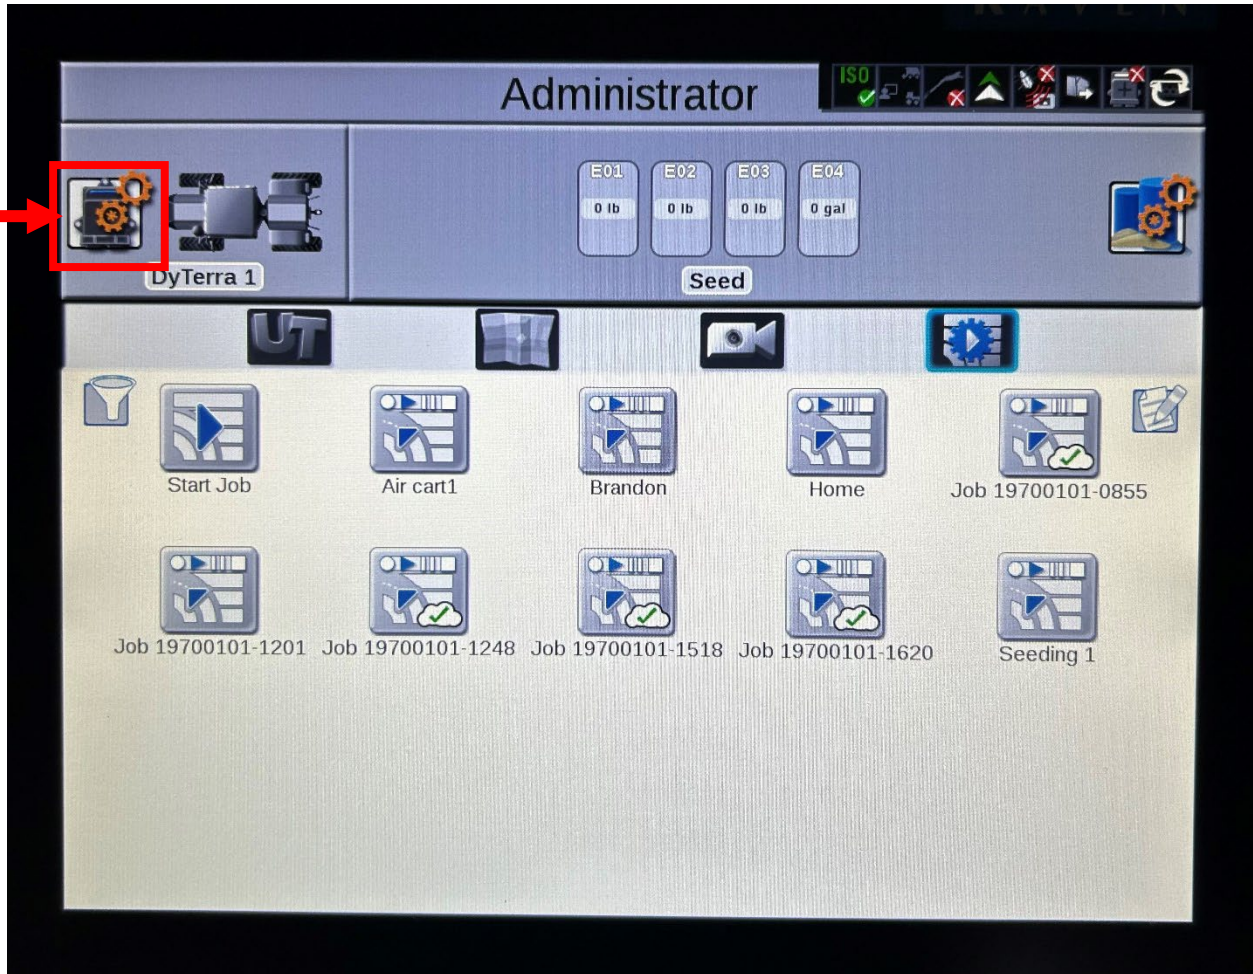 RAVEN
Administrator
ISO
E01 E02 E03 E04
0 lb 0 lb 0 lb 0 gal
DyTerra 1
Seed
UT
Start Job Air cart1 Brandon Home Job 19700101-0855
Job 19700101-1201 Job 19700101-1248 Job 19700101-1518 Job 19700101-1620 Seeding 1